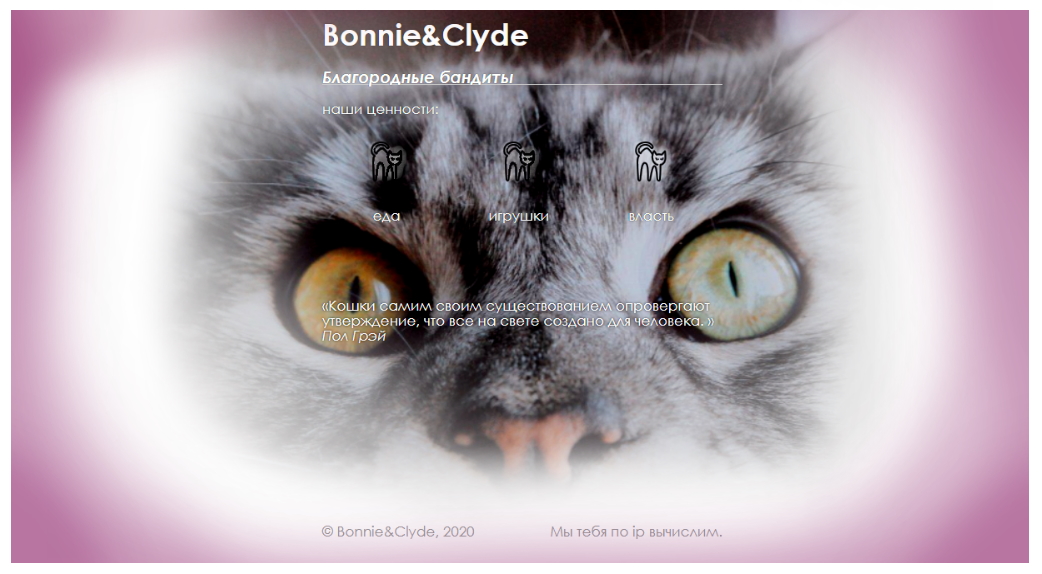 Bonnie&Clyde
Благородные бандиты
наши ценности:
еда
игрушки
власть
«Кошки самим своим существованием опровергают
утверждение, что все на свете создано для человека. »
Пол Грэй
© Bonnie&Clyde, 2020
Мы тебя по ip вычислим.